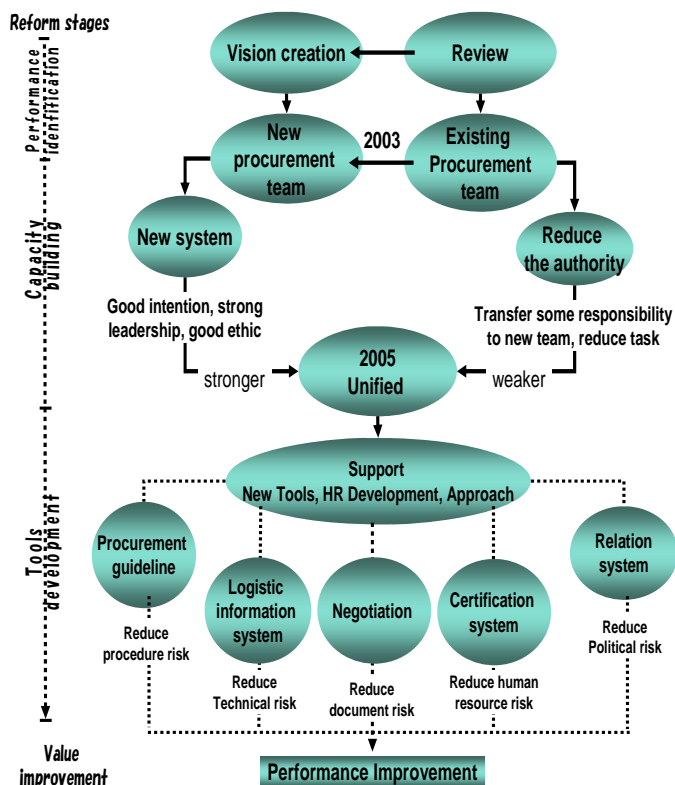 Reform stages
Performance
identification
Capacity
building
Tools
development
Value
improvement
Vision creation
Review
New
procurement
team
2003
Existing
Procurement
team
New system
Reduce
the authority
Good intention, strong
leadership, good ethic
Transfer some responsibility
to new team, reduce task
2005
Unified
stronger
weaker
Support
New Tools, HR Development, Approach
Procurement
guideline
Logistic
information
system
Negotiation
Certification
system
Relation
system
Reduce
procedure risk
Reduce
Technical risk
Reduce
document risk
Reduce human
resource risk
Reduce
Political risk
Performance Improvement